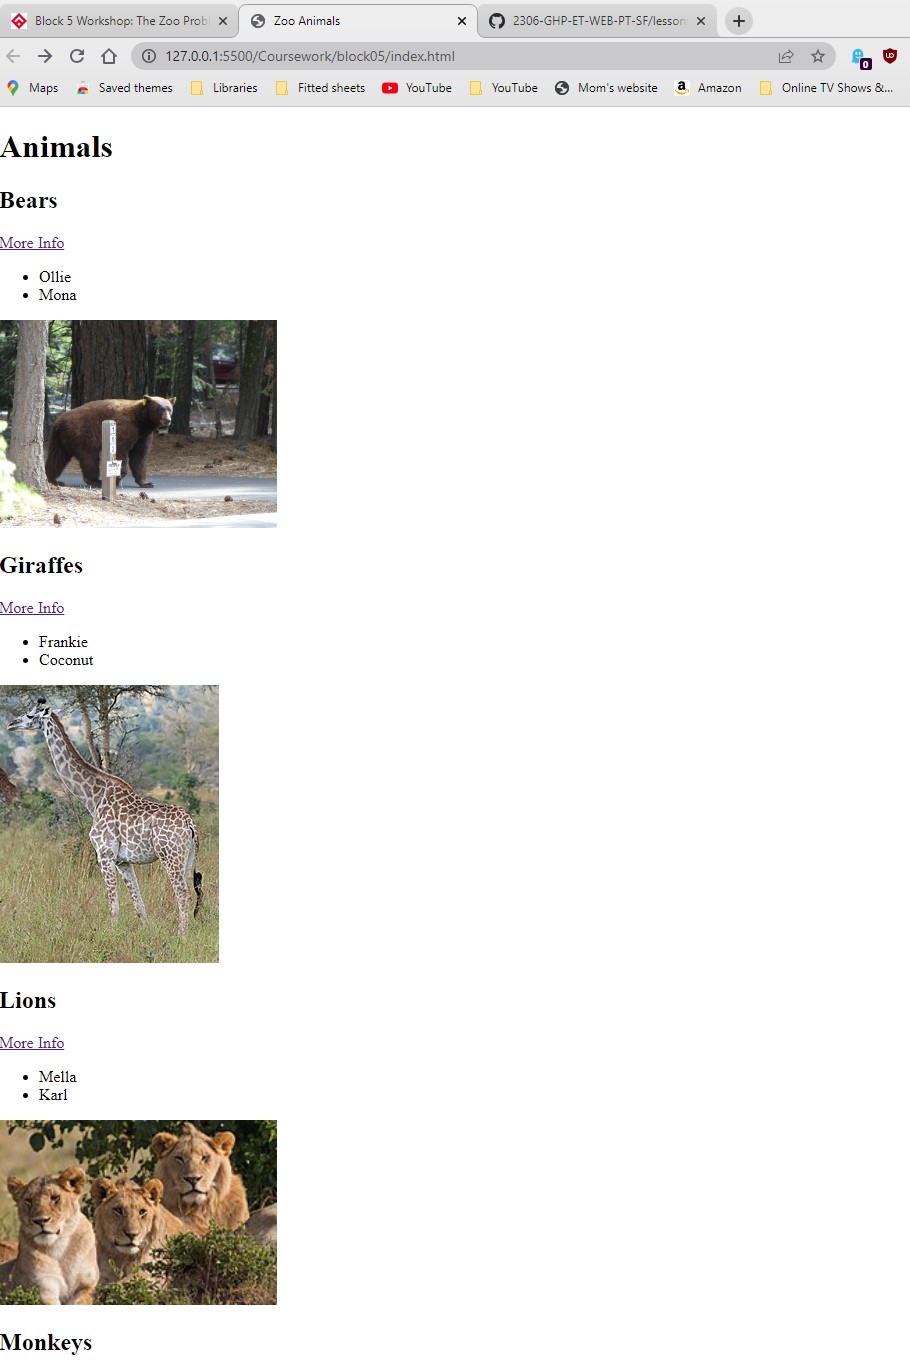 Block 5 Workshop: The Zoo Prob
Zoo Animals
2306-GHP-ET-WEB-PT-SF/lesson
127.0.0.1:5500/Coursework/block05/index.html
0
Maps
Saved themes
Libraries
Fitted sheets
YouTube
YouTube
Mom's website
Amazon
Online TV Shows &...
Animals
Bears
More Info
• Ollie
• Mona
Giraffes
More Info
• Frankie
• Coconut
Lions
More Info
• Mella
• Karl
Monkeys